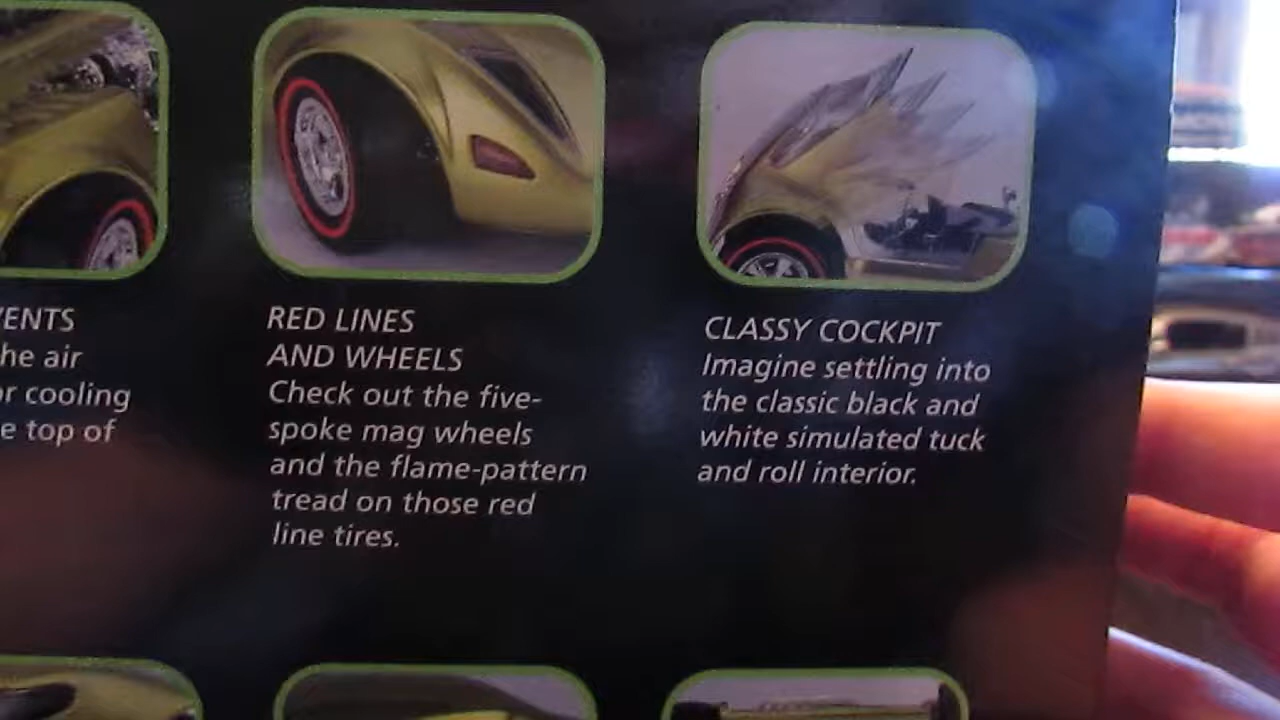 VENTS
he air
or cooling
e top of
RED LINES
AND WHEELS
Check out the five-
spoke mag wheels
and the flame-pattern
tread on those red
line tires.
CLASSY COCKPIT
Imagine settling into
the classic black and
white simulated tuck
and roll interior.